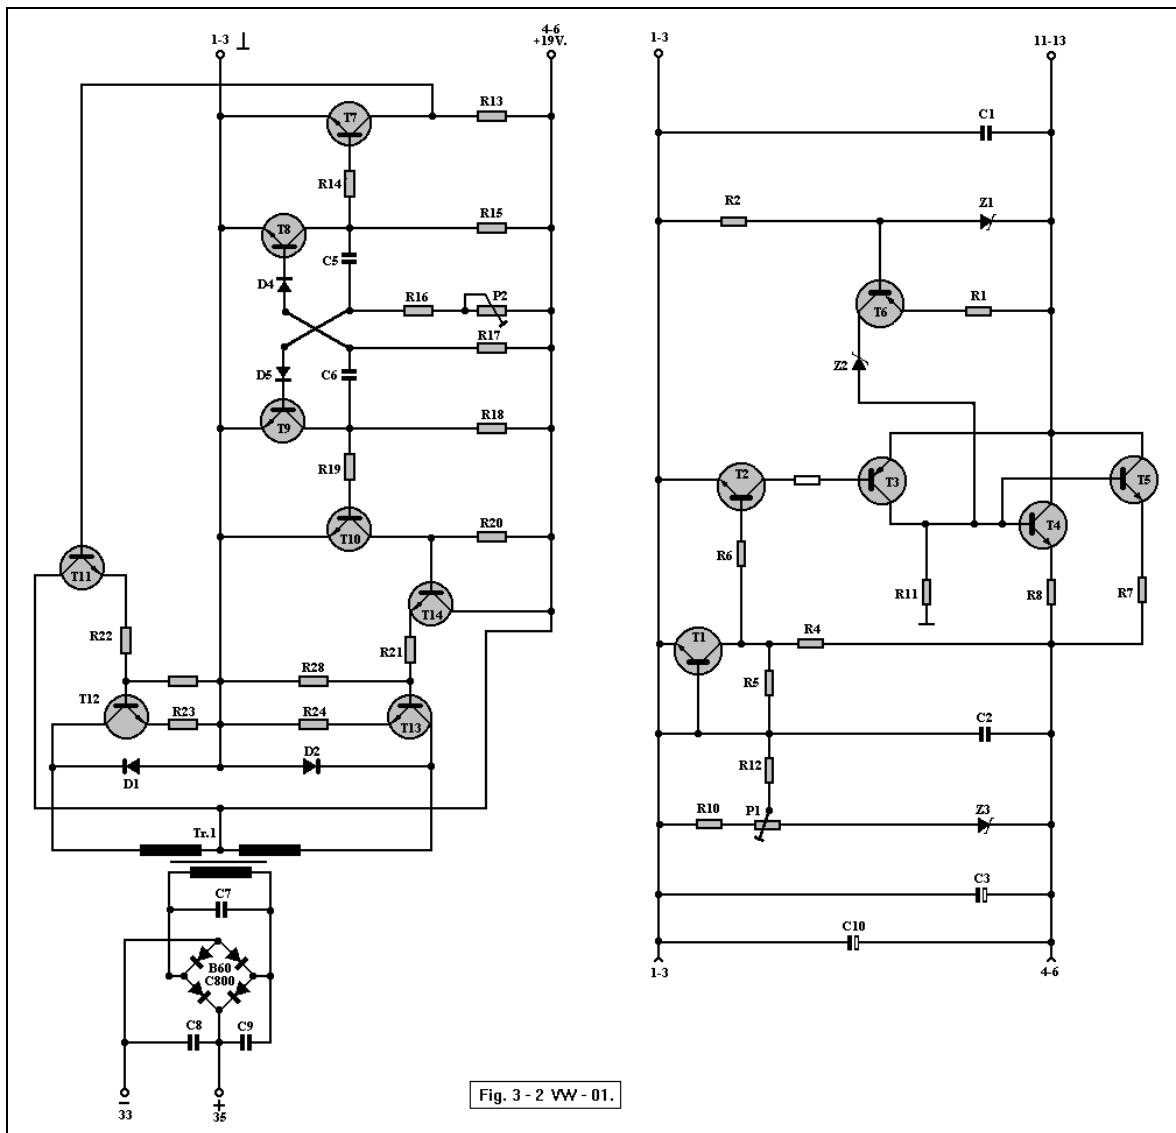 1-3
4-6
+19V.
1-3
11-13
R13
T7
R14
R15
T8
C5
D4
R16
P2
R17
D5
C6
T9
R18
R19
R20
T10
T11
T14
R22
R21
R28
T12
R23
R24
T13
D2
D1
Tr.1
C7
B60
C800
C8
C9
33
35
C1
R2
Z1
R1
T6
Z2
T2
T3
T5
T4
R6
R11
R8
R7
T1
R4
R5
C2
R12
R10
P1
Z3
C3
C10
1-3
4-6
Fig. 3 - 2 VW - 01.